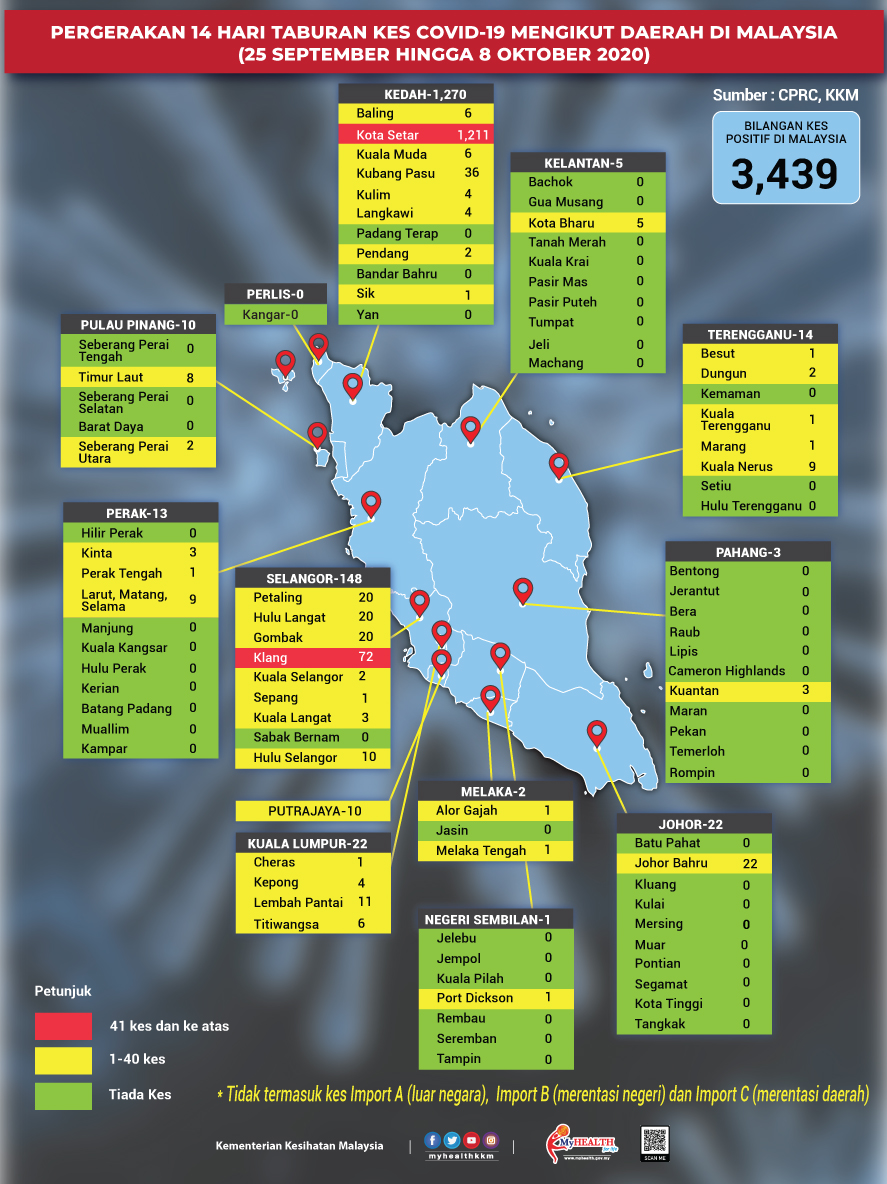 PERGERAKAN 14 HARI TABURAN KES COVID-19 MENGIKUT DAERAH DI MALAYSIA
(25 SEPTEMBER HINGGA 8 OKTOBER 2020)
Sumber : CPRC, KKM
BILANGAN KES
POSITIF DI MALAYSIA
3,439
KEDAH-1,270
Baling 6
Kota Setar 1,211
Kuala Muda 6
Kubang Pasu 36
Kulim 4
Langkawi 4
Padang Terap 0
Pendang 2
Bandar Bahru 0
Sik 1
Yan 0
KELANTAN-5
Bachok 0
Gua Musang 0
Kota Bharu 5
Tanah Merah 0
Kuala Krai 0
Pasir Mas 0
Pasir Puteh 0
Tumpat 0
Jeli 0
Machang 0
PERLIS-0
Kangar-0
PULAU PINANG-10
Seberang Perai
Tengah 0
Timur Laut 8
Seberang Perai
Selatan 0
Barat Daya 0
Seberang Perai
Utara 2
TERENGGANU-14
Besut 1
Dungun 2
Kemaman 0
Kuala
Terengganu 1
Marang 1
Kuala Nerus 9
Setiu 0
Hulu Terengganu 0
PERAK-13
Hilir Perak 0
Kinta 3
Perak Tengah 1
Larut, Matang,
Selama 9
Manjung 0
Kuala Kangsar 0
Hulu Perak 0
Kerian 0
Batang Padang 0
Muallim 0
Kampar 0
SELANGOR-148
Petaling 20
Hulu Langat 20
Gombak 20
Klang 72
Kuala Selangor 2
Sepang 1
Kuala Langat 3
Sabak Bernam 0
Hulu Selangor 10
PAHANG-3
Bentong 0
Jerantut 0
Bera 0
Raub 0
Lipis 0
Cameron Highlands 0
Kuantan 3
Maran 0
Pekan 0
Temerloh 0
Rompin 0
PUTRAJAYA-10
KUALA LUMPUR-22
Cheras 1
Kepong 4
Lembah Pantai 11
Titiwangsa 6
MELAKA-2
Alor Gajah 1
Jasin 0
Melaka Tengah 1
JOHOR-22
Batu Pahat 0
Johor Bahru 22
Kluang 0
Kulai 0
Mersing 0
Muar 0
Pontian 0
Segamat 0
Kota Tinggi 0
Tangkak 0
NEGERI SEMBILAN-1
Jelebu 0
Jempol 0
Kuala Pilah 0
Port Dickson 1
Rembau 0
Seremban 0
Tampin 0
Petunjuk
41 kes dan ke atas
1-40 kes
Tiada Kes
* Tidak termasuk kes Import A (luar negara), Import B (merentasi negeri) dan Import C (merentasi daerah)
Kementerian Kesihatan Malaysia
myhealthkkm
MyHEALTH
for life
www.myhealth.gov.my
SCAN ME